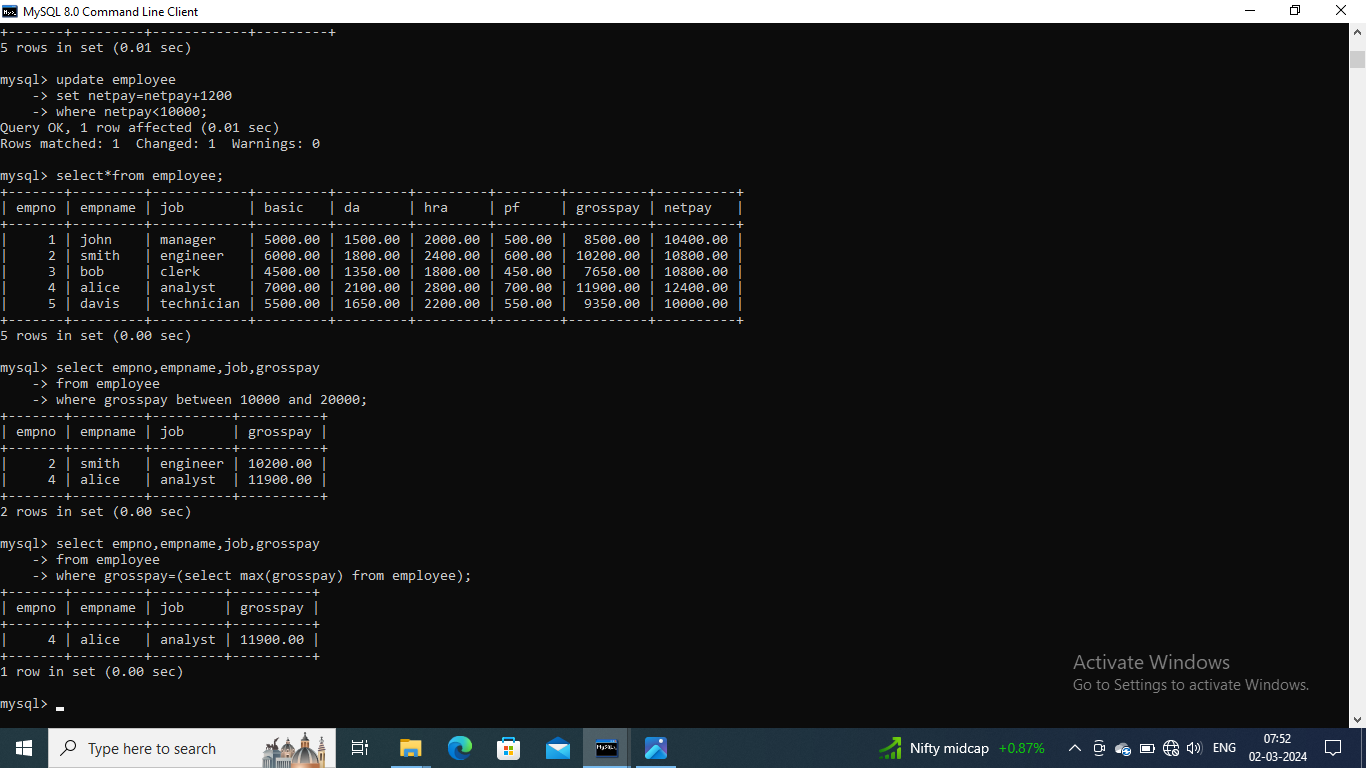 MySQL 8.0 Command Line Client
+-------+---------+------------+---------+
5 rows in set (0.01 sec)
mysql> update employee
    -> set netpay=netpay+1200
    -> where netpay<10000;
Query OK, 1 row affected (0.01 sec)
Rows matched: 1  Changed: 1  Warnings: 0
mysql> select*from employee;
+-------+---------+------------+---------+---------+---------+--------+----------+----------+
| empno | empname | job        | basic   | da      | hra     | pf     | grosspay | netpay   |
+-------+---------+------------+---------+---------+---------+--------+----------+----------+
|     1 | john    | manager    | 5000.00 | 1500.00 | 2000.00 | 500.00 |  8500.00 | 10400.00 |
|     2 | smith   | engineer   | 6000.00 | 1800.00 | 2400.00 | 600.00 | 10200.00 | 10800.00 |
|     3 | bob     | clerk      | 4500.00 | 1350.00 | 1800.00 | 450.00 |  7650.00 | 10800.00 |
|     4 | alice   | analyst    | 7000.00 | 2100.00 | 2800.00 | 700.00 | 11900.00 | 12400.00 |
|     5 | davis   | technician | 5500.00 | 1650.00 | 2200.00 | 550.00 |  9350.00 | 10000.00 |
+-------+---------+------------+---------+---------+---------+--------+----------+----------+
5 rows in set (0.00 sec)
mysql> select empno,empname,job,grosspay
    -> from employee
    -> where grosspay between 10000 and 20000;
+-------+---------+----------+----------+
| empno | empname | job      | grosspay |
+-------+---------+----------+----------+
|     2 | smith   | engineer | 10200.00 |
|     4 | alice   | analyst  | 11900.00 |
+-------+---------+----------+----------+
2 rows in set (0.00 sec)
mysql> select empno,empname,job,grosspay
    -> from employee
    -> where grosspay=(select max(grosspay) from employee);
+-------+---------+---------+----------+
| empno | empname | job     | grosspay |
+-------+---------+---------+----------+
|     4 | alice   | analyst | 11900.00 |
+-------+---------+---------+----------+
1 row in set (0.00 sec)
mysql>
Activate Windows
Go to Settings to activate Windows.
Type here to search
Nifty midcap +0.87%
ENG
07:52
02-03-2024